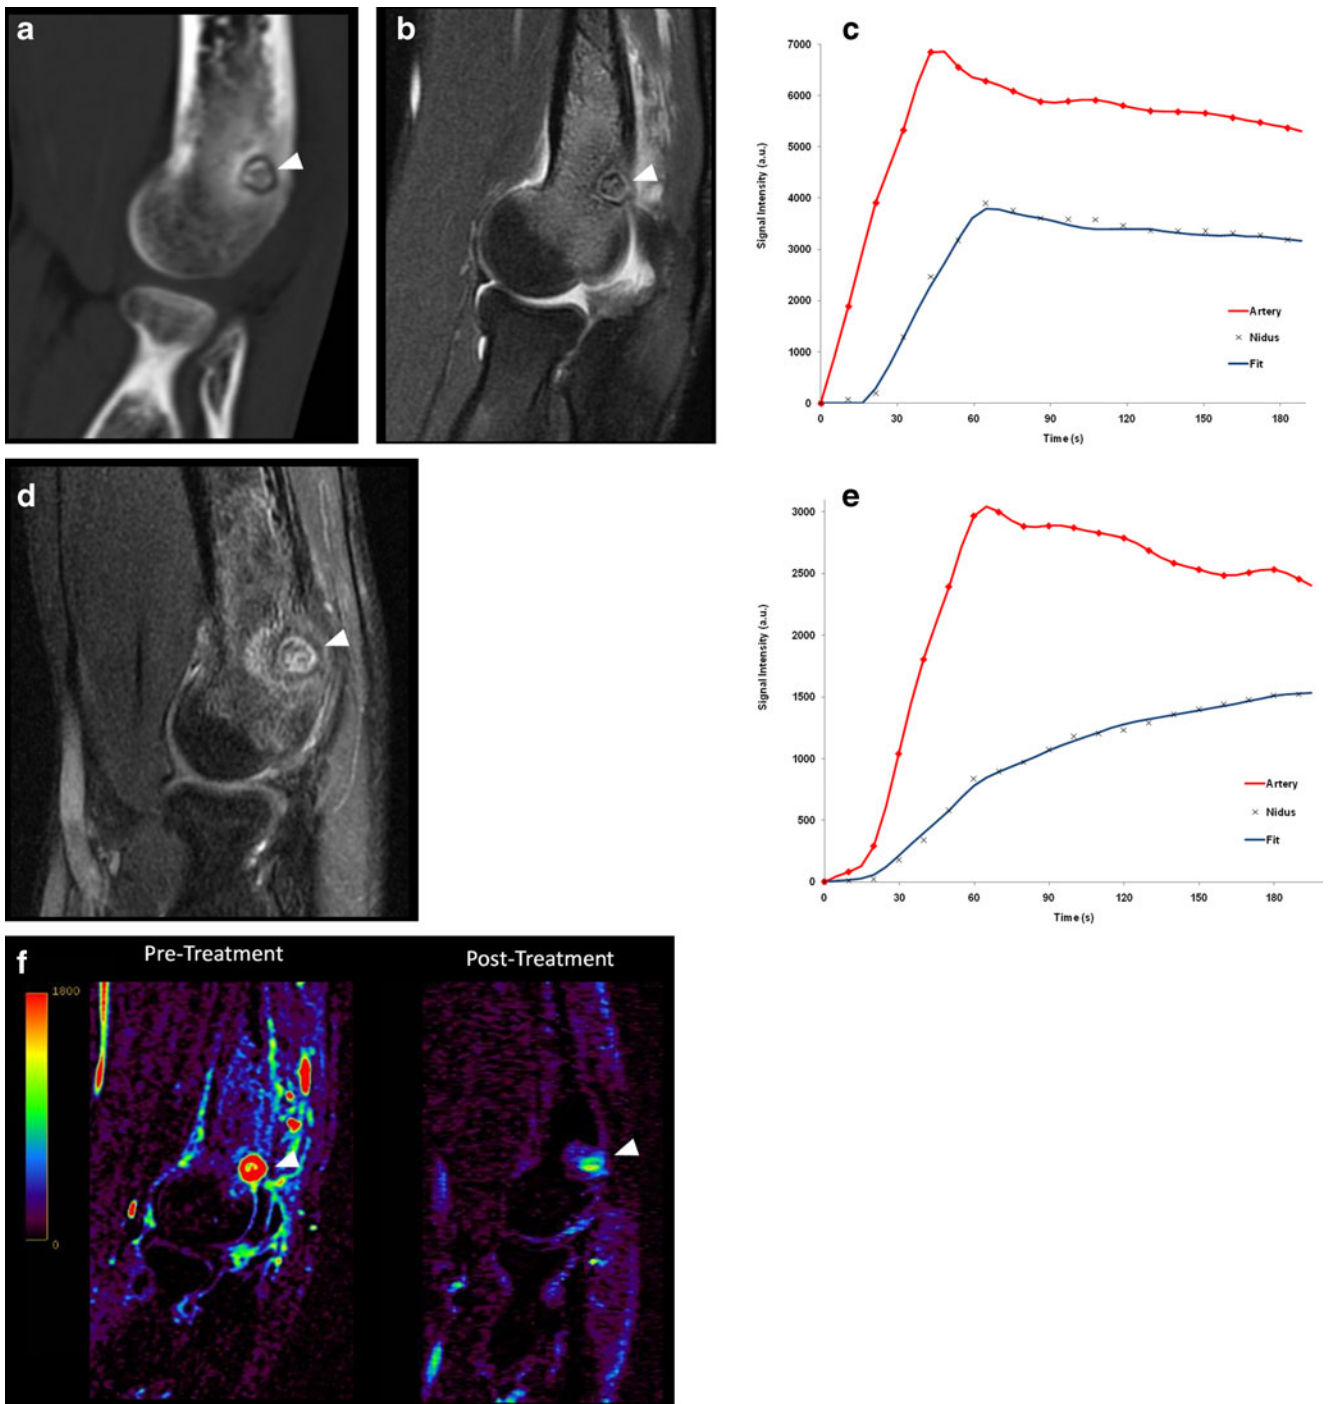 a
b
c
7000
6000
5000
4000
3000
2000
1000
0
0
30
60
90
120
150
180
Signal Intensity (a.u.)
Time (s)
Artery
Nidus
Fit
d
e
3000
2500
2000
1500
1000
500
0
0
30
60
90
120
150
180
Signal Intensity (a.u.)
Time (s)
Artery
Nidus
Fit
f
Pre-Treatment
Post-Treatment
1800
0